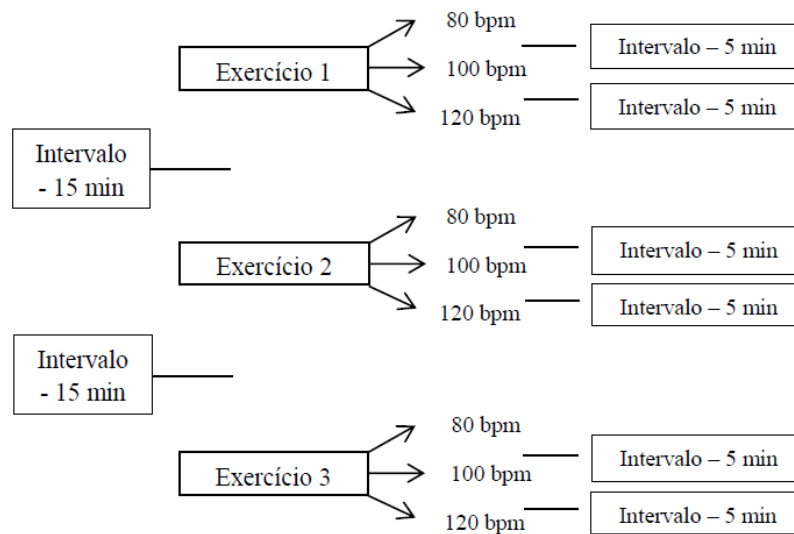 80 bpm
Intervalo – 5 min
Exercício 1
100 bpm
Intervalo – 5 min
120 bpm
Intervalo
- 15 min
80 bpm
Intervalo – 5 min
Exercício 2
100 bpm
Intervalo – 5 min
120 bpm
Intervalo
- 15 min
80 bpm
Intervalo – 5 min
Exercício 3
100 bpm
Intervalo – 5 min
120 bpm